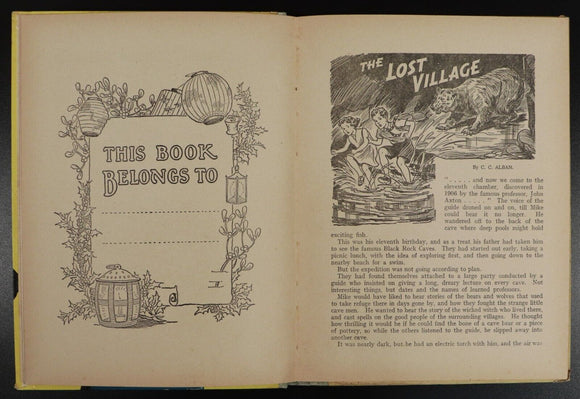 THIS BOOK
BELONGS TO
THE LOST
VILLAGE
By C. C. ALBAN.
". . . . . and now we come to the
eleventh chamber, discovered in
1906 by the famous professor, John
Axton . . . . ." The voice of the
guide droned on and on, till Mike
could bear it no longer. He
wandered off to the back of the
cave where deep pools might hold
exciting fish.
This was his eleventh birthday, and as a treat his father had taken him
to see the famous Black Rock Caves. They had started out early, taking a
picnic lunch, with the idea of exploring first, and then going down to the
nearby beach for a swim.
But the expedition was not going according to plan.
They had found themselves attached to a large party conducted by a
guide who insisted on giving a long, dreary lecture on every cave. Not
interesting things, but dates and the names of learned professors.
Mike would have liked to hear stories of the bears and wolves that used
to take refuge there in days gone by, and how they fought the strange little
cave men. He wanted to hear the story of the wicked witch who lived there,
and cast spells on the good people of the surrounding villages. He thought
how thrilling it would be if he could find the bone of a cave bear or a piece
of pottery, so while the others listened to the guide, he slipped away into
another cave.
It was nearly dark, but he had an electric torch with him, and the air was